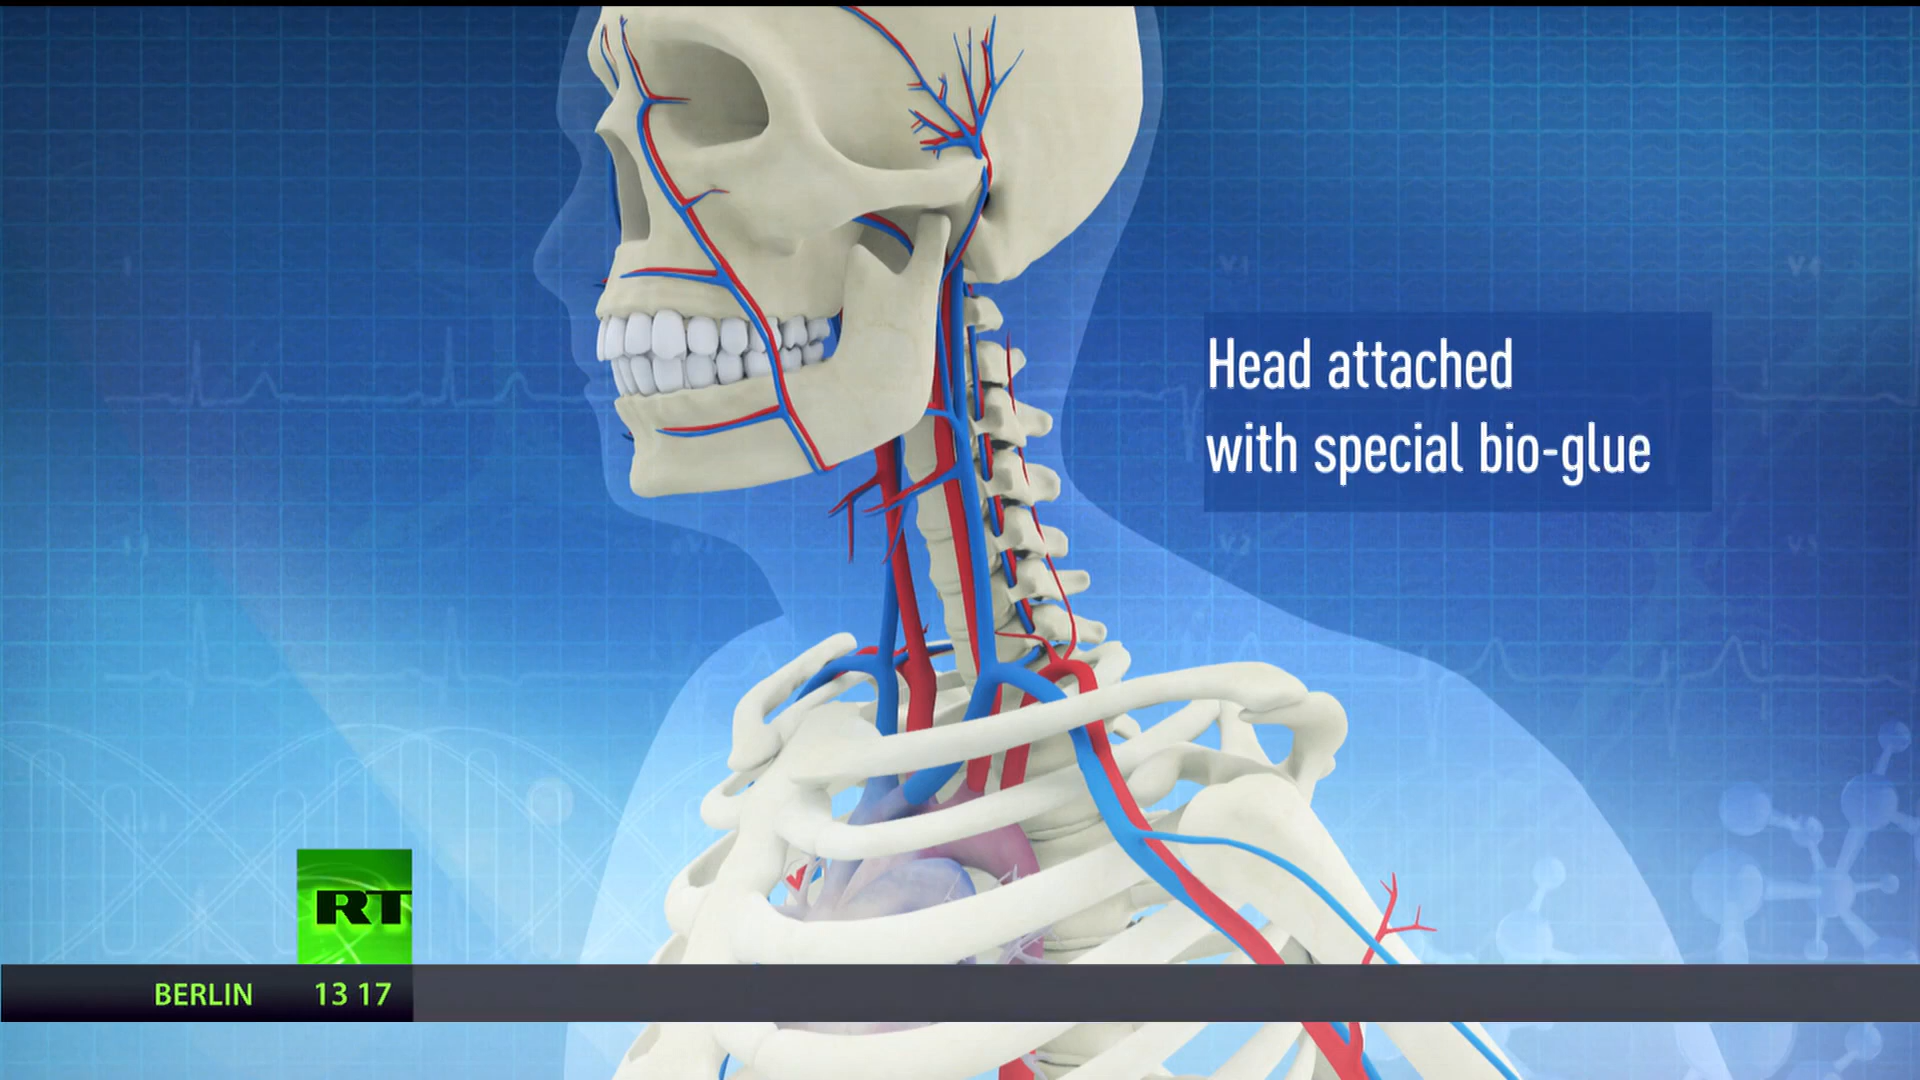 Head attached
with special bio-glue
RT
BERLIN 13 17